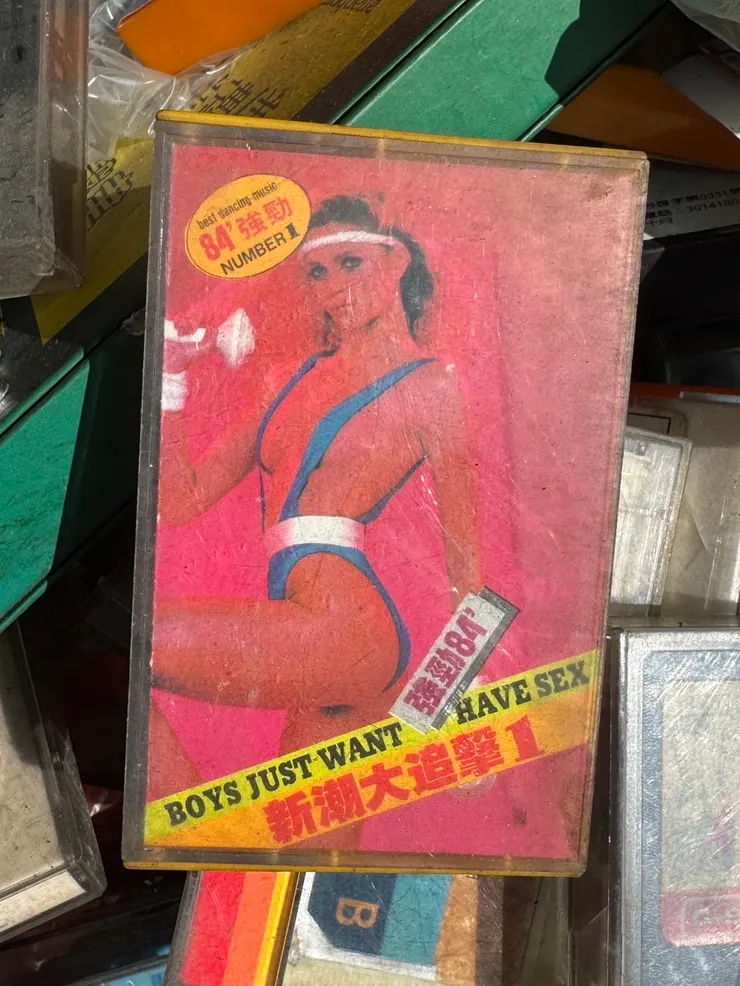 best dancing music
84' 強勁
NUMBER 1
強勁84'
BOYS JUST WANT HAVE SEX
新潮大追擊1
B